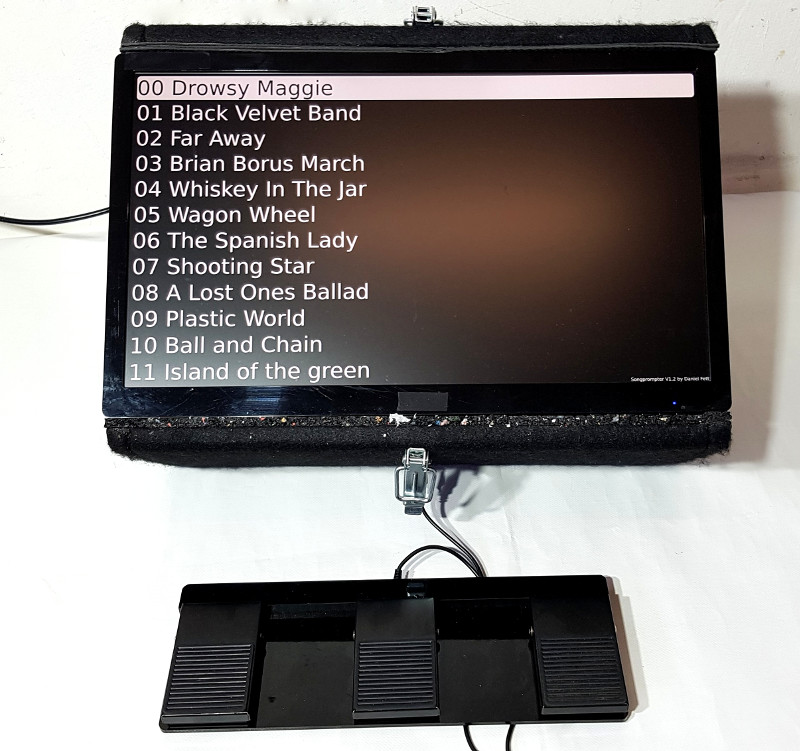 00 Drowsy Maggie
01 Black Velvet Band
02 Far Away
03 Brian Borus March
04 Whiskey In The Jar
05 Wagon Wheel
06 The Spanish Lady
07 Shooting Star
08 A Lost Ones Ballad
09 Plastic World
10 Ball and Chain
11 Island of the green
Songprompter V1.2 by Daniel Fett